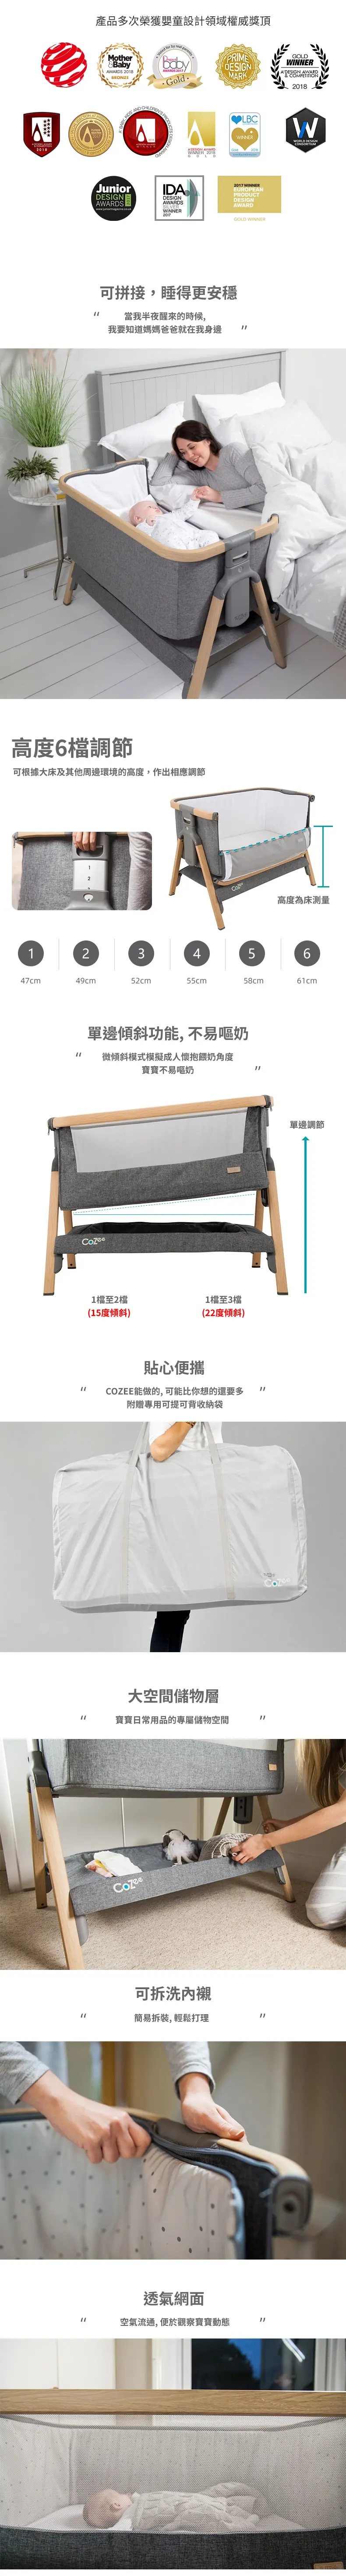 產品多次榮獲嬰童設計領域權威獎項
Mother
&Baby
AWARDS 2018
BRONZE
baby
Gold
PRIME
DESIGN
MARK
GOLD
WINNER
A'DESIGN AWARD
& COMPETITION
2018
LBC
WINNER
WORLD DESIGN
CONSORTIUM
Junior
DESIGN
AWARDS
IDA
DESIGN
AWARDS
SILVER
WINNER
2017
2017 WINNER
EUROPEAN
PRODUCT
DESIGN
AWARD
GOLD WINNER
可拼接，睡得更安穩
“ 當我半夜醒來的時候,
我要知道媽媽爸爸就在我身邊 ”
高度6檔調節
可根據大床及其他周邊環境的高度，作出相應調節
1
2
CoZee
高度為床測量
1 2 3 4 5 6
47cm 49cm 52cm 55cm 58cm 61cm
單邊傾斜功能, 不易嘔奶
“ 微傾斜模式模擬成人懷抱餵奶角度
寶寶不易嘔奶 ”
單邊調節
CoZee
1檔至2檔 1檔至3檔
(15度傾斜) (22度傾斜)
貼心便攜
“ COZEE能做的, 可能比你想的還要多 ”
附贈專用可提可背收納袋
大空間儲物層
“ 寶寶日常用品的專屬儲物空間 ”
CoZee
可拆洗內襯
“ 簡易拆裝, 輕鬆打理 ”
透氣網面
“ 空氣流通, 便於觀察寶寶動態 ”